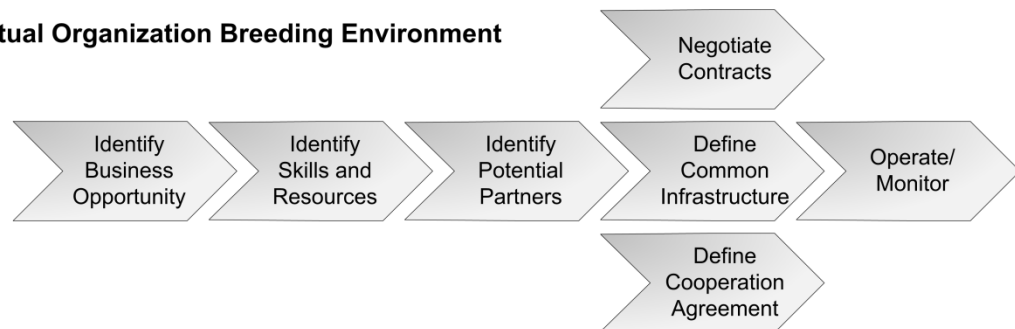 tual Organization Breeding Environment
Negotiate
Contracts
Identify
Business
Opportunity
Identify
Skills and
Resources
Identify
Potential
Partners
Define
Common
Infrastructure
Operate/
Monitor
Define
Cooperation
Agreement